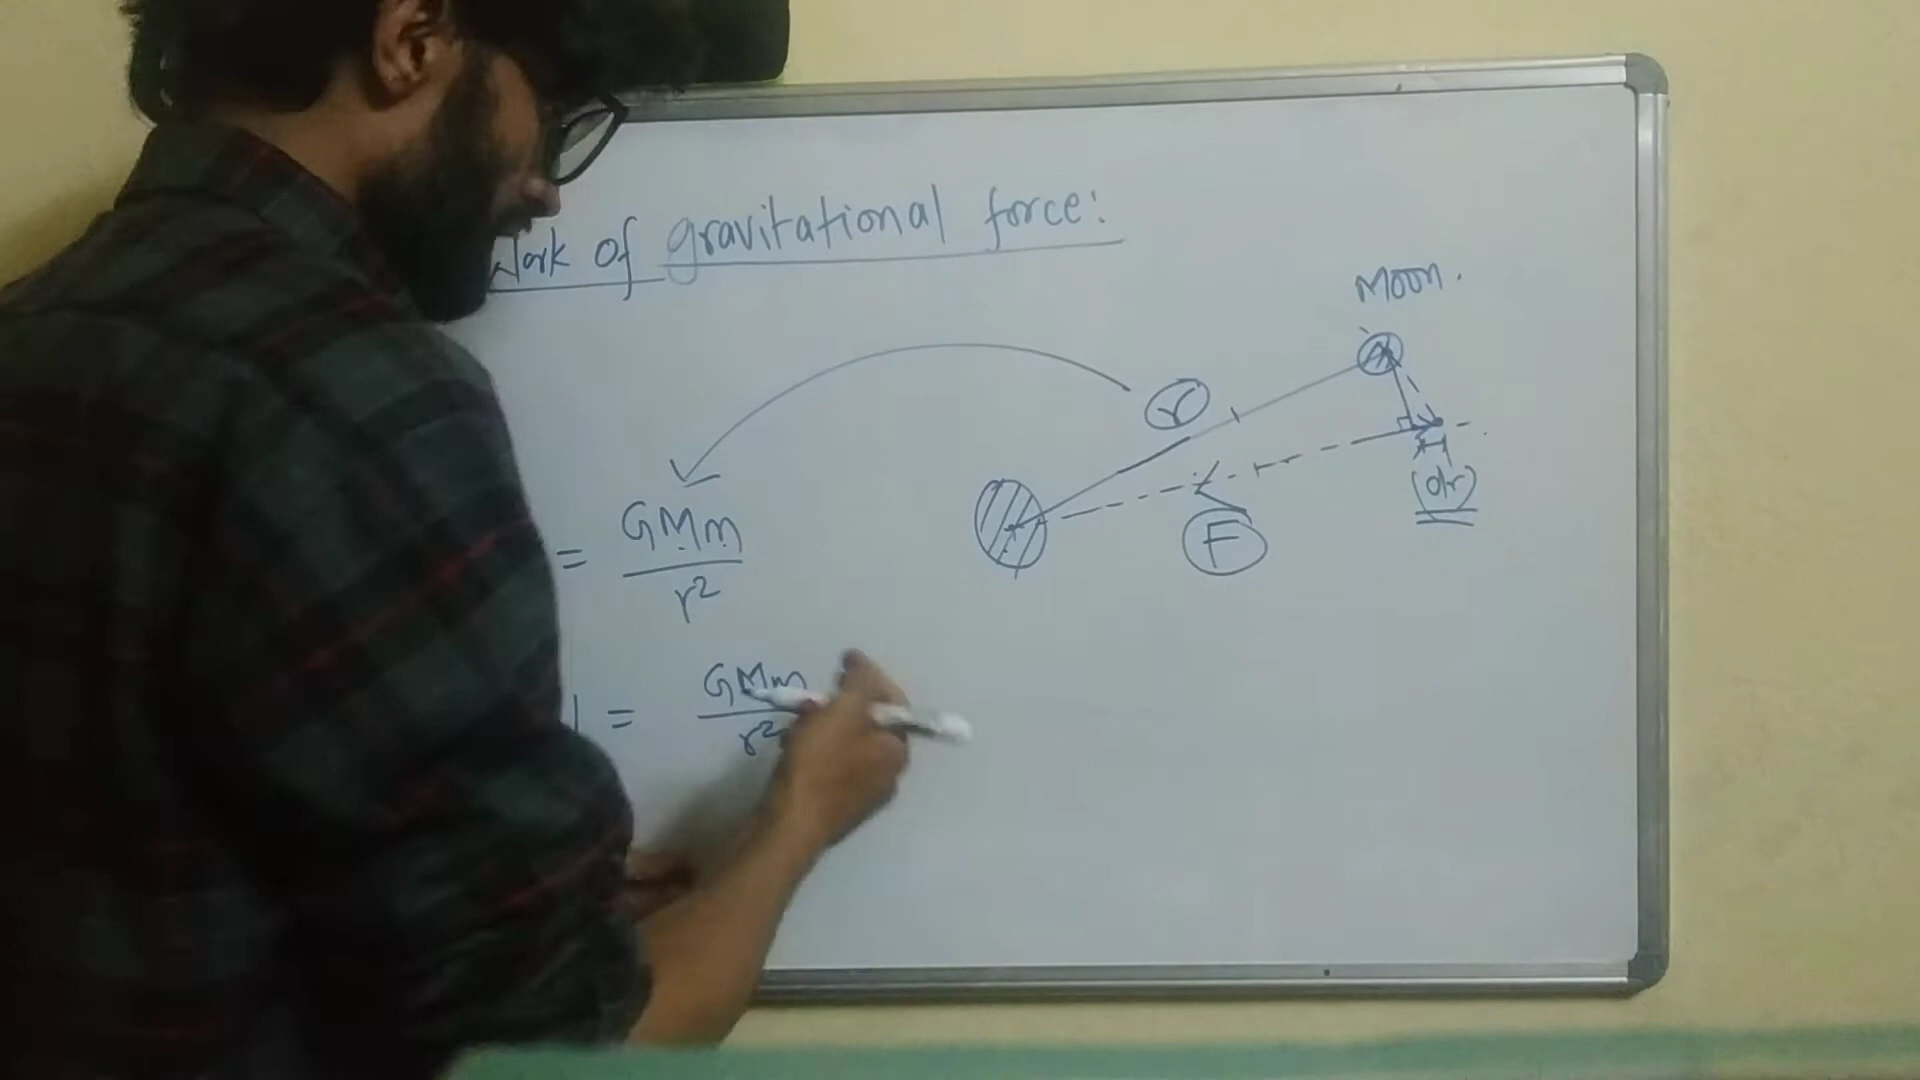 Work of gravitational force:
Moon.
r
= GMm
r²
F
(dr)
= GMm
r²